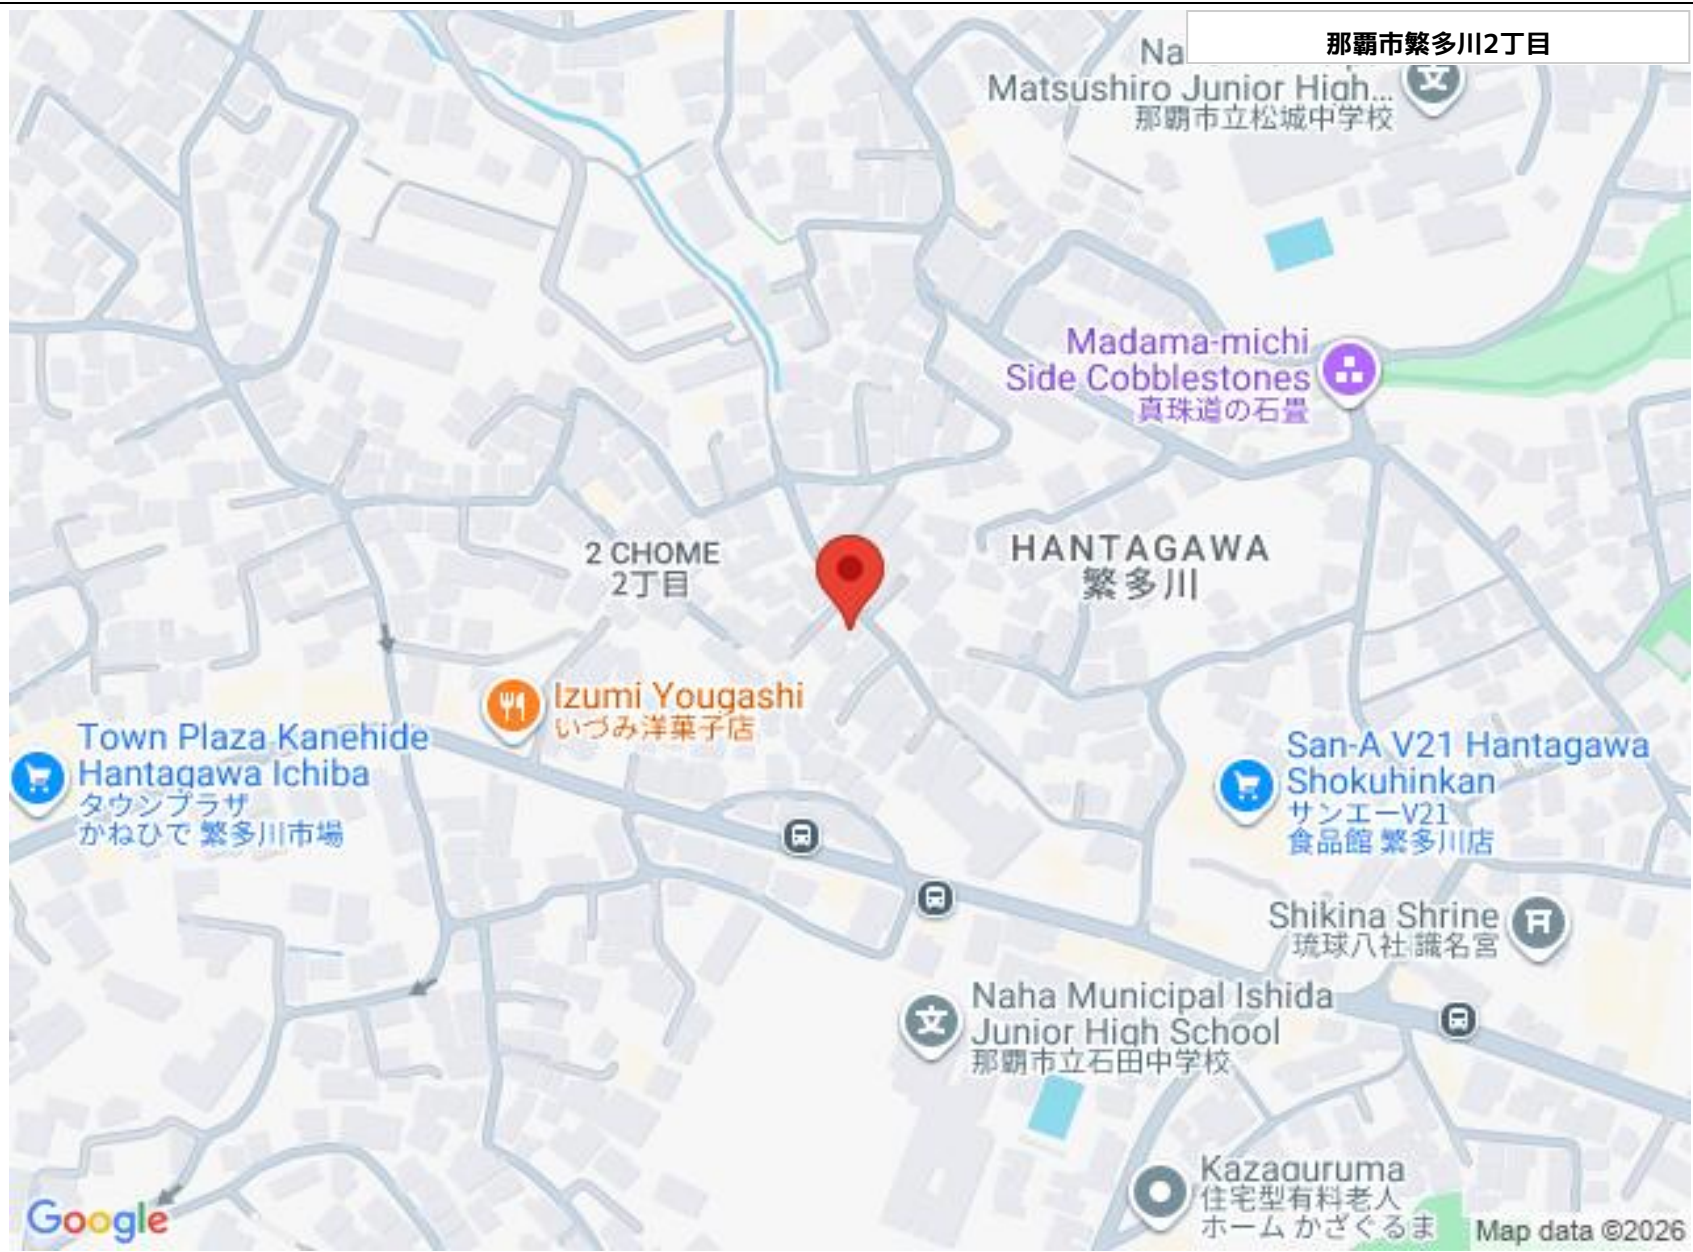 那覇市繁多川2丁目
Na
Matsushiro Junior High...
那覇市立松城中学校
Madama-michi
Side Cobblestones
真珠道の石畳
2 CHOME
2丁目
HANTAGAWA
繁多川
Izumi Yougashi
いづみ洋菓子店
Town Plaza Kanehide
Hantagawa Ichiba
タウンプラザ
かねひで 繁多川市場
San-A V21 Hantagawa
Shokuhinkan
サンエーV21
食品館 繁多川店
Shikina Shrine
琉球八社 識名宮
Naha Municipal Ishida
Junior High School
那覇市立石田中学校
Kazaguruma
住宅型有料老人
ホーム かざぐるま
Google
Map data ©2026